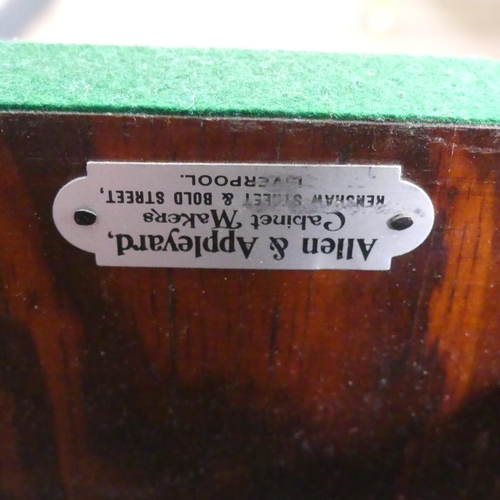 Allen & Appleyard,
Cabinet Makers
RENSHAW STREET & BOLD STREET,
LIVERPOOL.